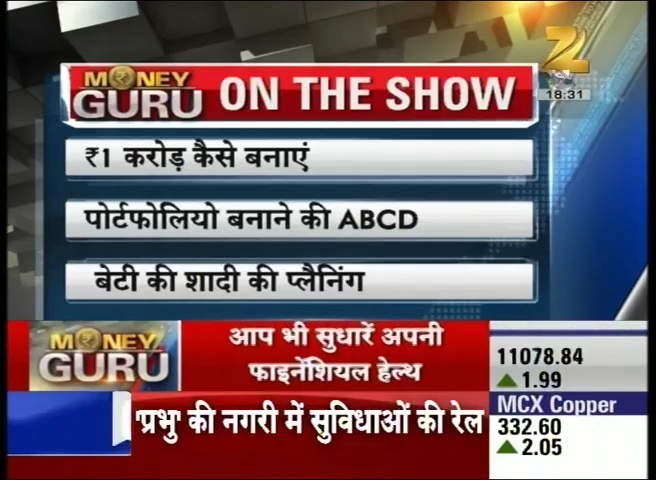 MONEY
GURU
ON THE SHOW
Z
18:31
₹1 करोड़ कैसे बनाएं
पोर्टफोलियो बनाने की ABCD
बेटी की शादी की प्लैनिंग
MONEY
GURU
आप भी सुधारें अपनी
फाइनेंशियल हेल्थ
'प्रभु' की नगरी में सुविधाओं की रेल
11078.84
▲1.99
MCX Copper
332.60
▲2.05